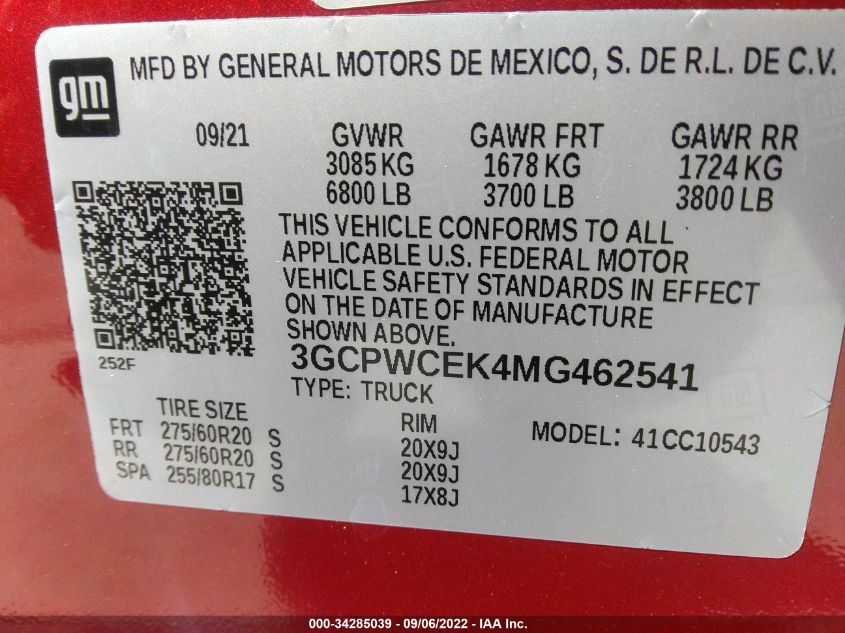 gm
MFD BY GENERAL MOTORS DE MEXICO, S. DE R.L. DE C.V.
09/21 GVWR GAWR FRT GAWR RR
3085 KG 1678 KG 1724 KG
6800 LB 3700 LB 3800 LB
THIS VEHICLE CONFORMS TO ALL
APPLICABLE U.S. FEDERAL MOTOR
VEHICLE SAFETY STANDARDS IN EFFECT
ON THE DATE OF MANUFACTURE
SHOWN ABOVE.
252F
3GCPWCEK4MG462541
TYPE: TRUCK
TIRE SIZE RIM MODEL: 41CC10543
FRT 275/60R20 S 20X9J
RR 275/60R20 S 20X9J
SPA 255/80R17 S 17X8J
000-34285039 - 09/06/2022 - IAA Inc.